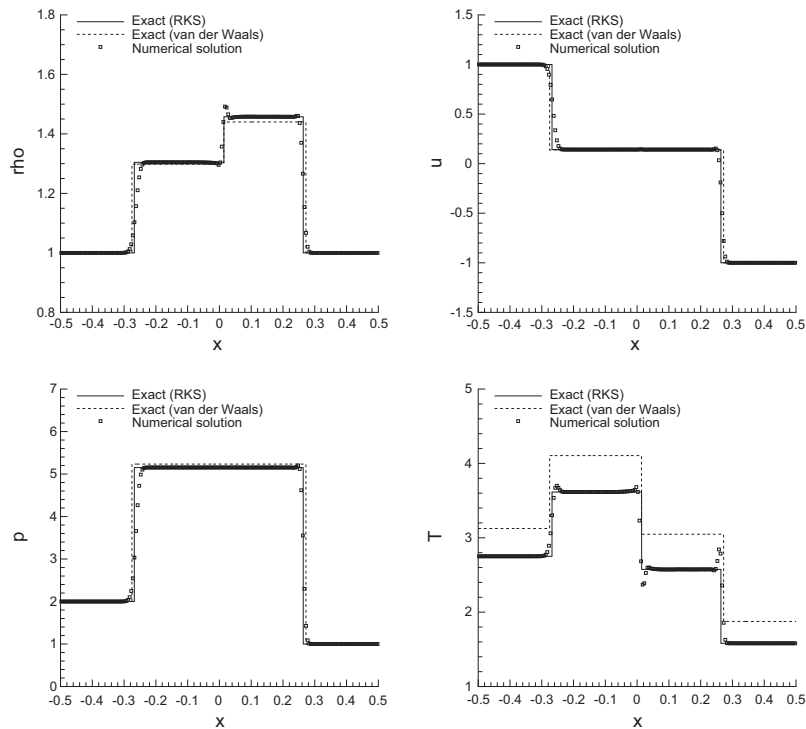 Exact (RKS)
Exact (van der Waals)
Numerical solution
rho
1.8
1.6
1.4
1.2
1
0.8
-0.5 -0.4 -0.3 -0.2 -0.1 0 0.1 0.2 0.3 0.4 0.5
x
Exact (RKS)
Exact (van der Waals)
Numerical solution
u
1.5
1
0.5
0
-0.5
-1
-1.5
-0.5 -0.4 -0.3 -0.2 -0.1 0 0.1 0.2 0.3 0.4 0.5
x
Exact (RKS)
Exact (van der Waals)
Numerical solution
p
7
6
5
4
3
2
1
0
-0.5 -0.4 -0.3 -0.2 -0.1 0 0.1 0.2 0.3 0.4 0.5
x
Exact (RKS)
Exact (van der Waals)
Numerical solution
T
5
4
3
2
1
-0.5 -0.4 -0.3 -0.2 -0.1 0 0.1 0.2 0.3 0.4 0.5
x